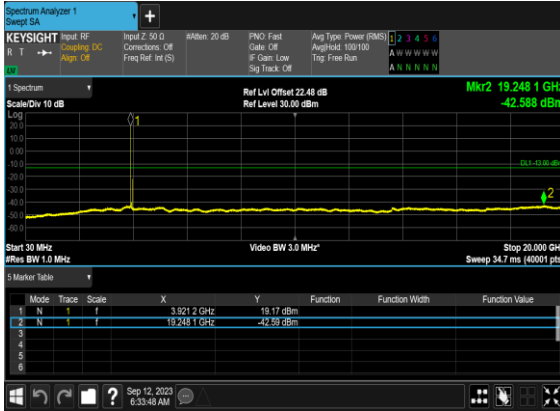 Spectrum Analyzer 1
Swept SA
+
KEYSIGHT
R T
Input: RF
Coupling: DC
Align: Off
Input Z: 50 Ω
Corrections: Off
Freq Ref: Int (S)
#Atten: 20 dB
PNO: Fast
Gate: Off
IF Gain: Low
Sig Track: Off
Avg Type: Power (RMS)
Avg|Hold: 100/100
Trig: Free Run
1 2 3 4 5 6
A W W W W W
A N N N N N
1 Spectrum
Scale/Div 10 dB
Ref Lvl Offset 22.48 dB
Ref Level 30.00 dBm
Mkr2 19.248 1 GHz
-42.588 dBm
Log
20.0
10.0
0.00
-10.0
-20.0
-30.0
-40.0
-50.0
-60.0
1
DL1 -13.00 dBm
2
Start 30 MHz
#Res BW 1.0 MHz
Video BW 3.0 MHz*
Stop 20.000 GHz
Sweep 34.7 ms (40001 pts)
5 Marker Table
Mode Trace Scale X Y Function Function Width Function Value
1 N 1 f 3.921 2 GHz 19.17 dBm
2 N 1 f 19.248 1 GHz -42.59 dBm
3
4
5
6
?
Sep 12, 2023
6:33:48 AM